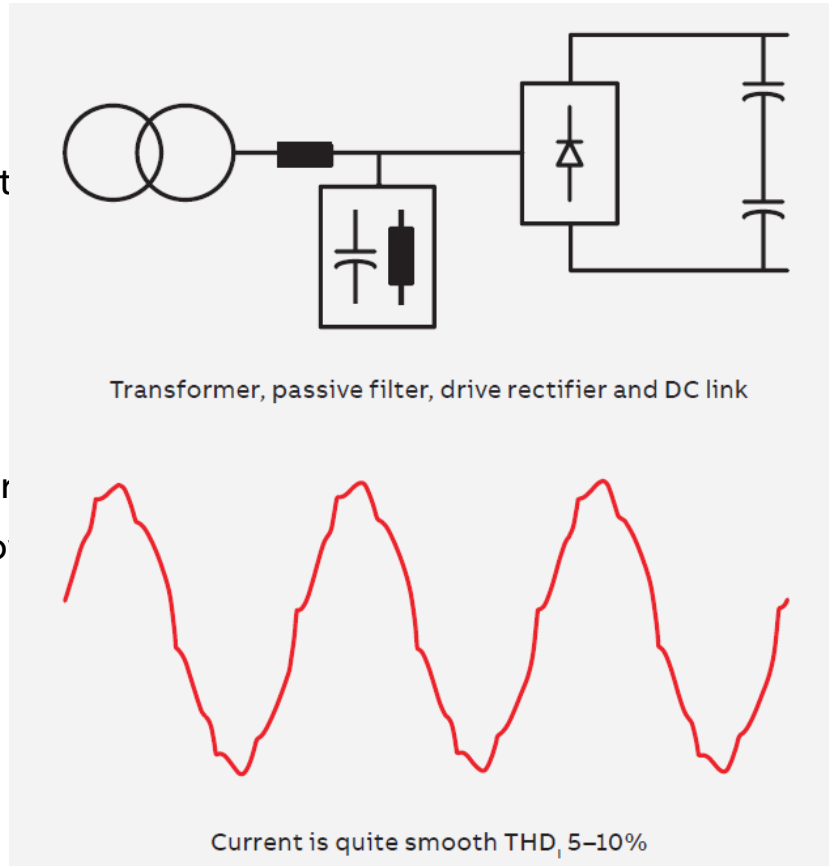 Transformer, passive filter, drive rectifier and DC link
Current is quite smooth THDI 5–10%